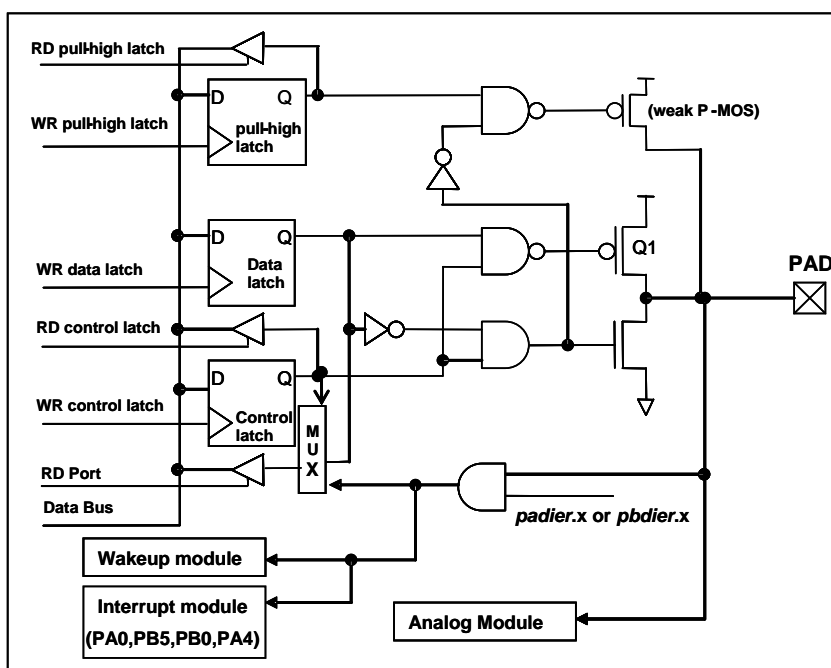 RD pull-high latch
D Q
pull-high
latch
WR pull-high latch
(weak P-MOS)
D Q
Data
latch
WR data latch
Q1
PAD
RD control latch
D Q
Control
latch
WR control latch
M
U
X
RD Port
Data Bus
padier.x or pbdier.x
Wakeup module
Interrupt module
(PA0,PB5,PB0,PA4)
Analog Module